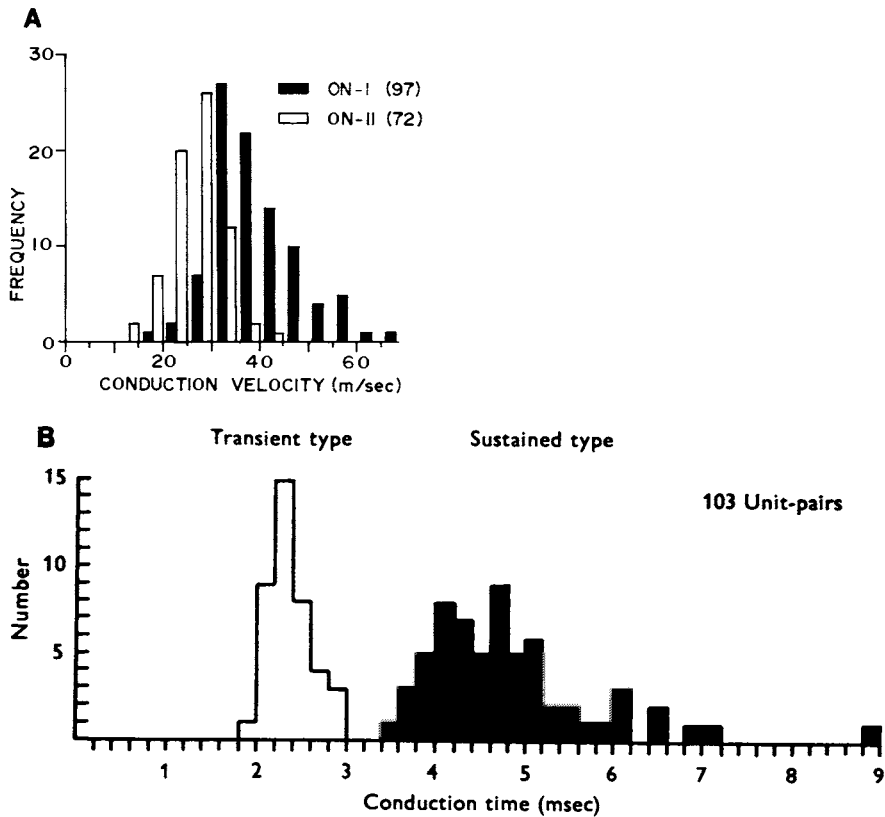 A
30
20
10
0
FREQUENCY
ON-I (97)
ON-II (72)
0 20 40 60
CONDUCTION VELOCITY (m/sec)
B
Transient type Sustained type
103 Unit-pairs
15
10
5
Number
1 2 3 4 5 6 7 8 9
Conduction time (msec)